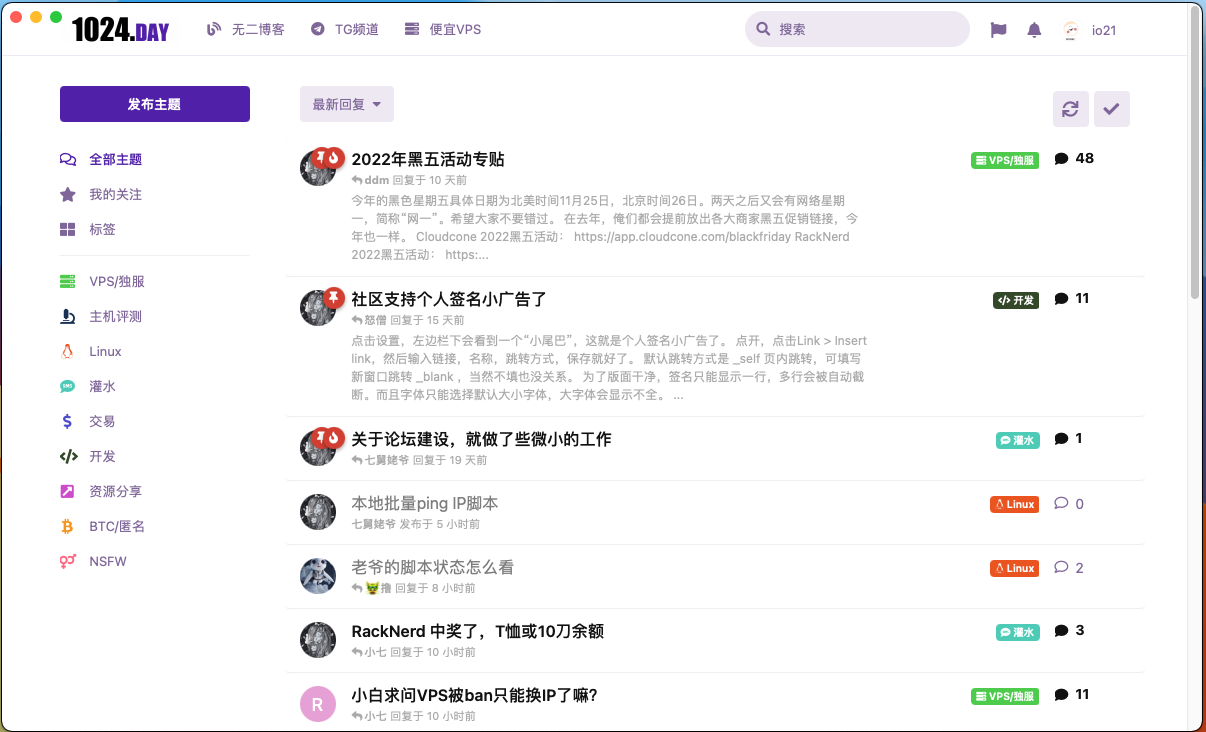 1024.DAY
无二博客
TG频道
便宜VPS
搜索
io21
发布主题
全部主题
我的关注
标签
VPS/独服
主机评测
Linux
灌水
交易
开发
资源分享
BTC/匿名
NSFW
最新回复
2022年黑五活动专贴
VPS/独服
48
ddm 回复于 10 天前
今年的黑色星期五具体日期为北美时间11月25日，北京时间26日。两天之后又会有网络星期
一，简称“网一”。希望大家不要错过。 在去年，俺们都会提前放出各大商家黑五促销链接，今
年也一样。 Cloudcone 2022黑五活动： https://app.cloudcone.com/blackfriday RackNerd
2022黑五活动： https:...
社区支持个人签名小广告了
开发
11
怒僧 回复于 15 天前
点击设置，左边栏下会看到一个“小尾巴”，这就是个人签名小广告了。 点开，点击Link > Insert
link，然后输入链接，名称，跳转方式，保存就好了。 默认跳转方式是 _self 页内跳转，可填写
新窗口跳转 _blank ，当然不填也没关系。 为了版面干净，签名只能显示一行，多行会被自动截
断。而且字体只能选择默认大小字体，大字体会显示不全。 ...
关于论坛建设，就做了些微小的工作
灌水
1
七舅姥爷 回复于 19 天前
本地批量ping IP脚本
Linux
0
七舅姥爷 发布于 5 小时前
老爷的脚本状态怎么看
Linux
2
撸 回复于 8 小时前
RackNerd 中奖了，T恤或10刀余额
灌水
3
小七 回复于 10 小时前
R
小白求问VPS被ban只能换IP了嘛?
VPS/独服
11
小七 回复于 10 小时前